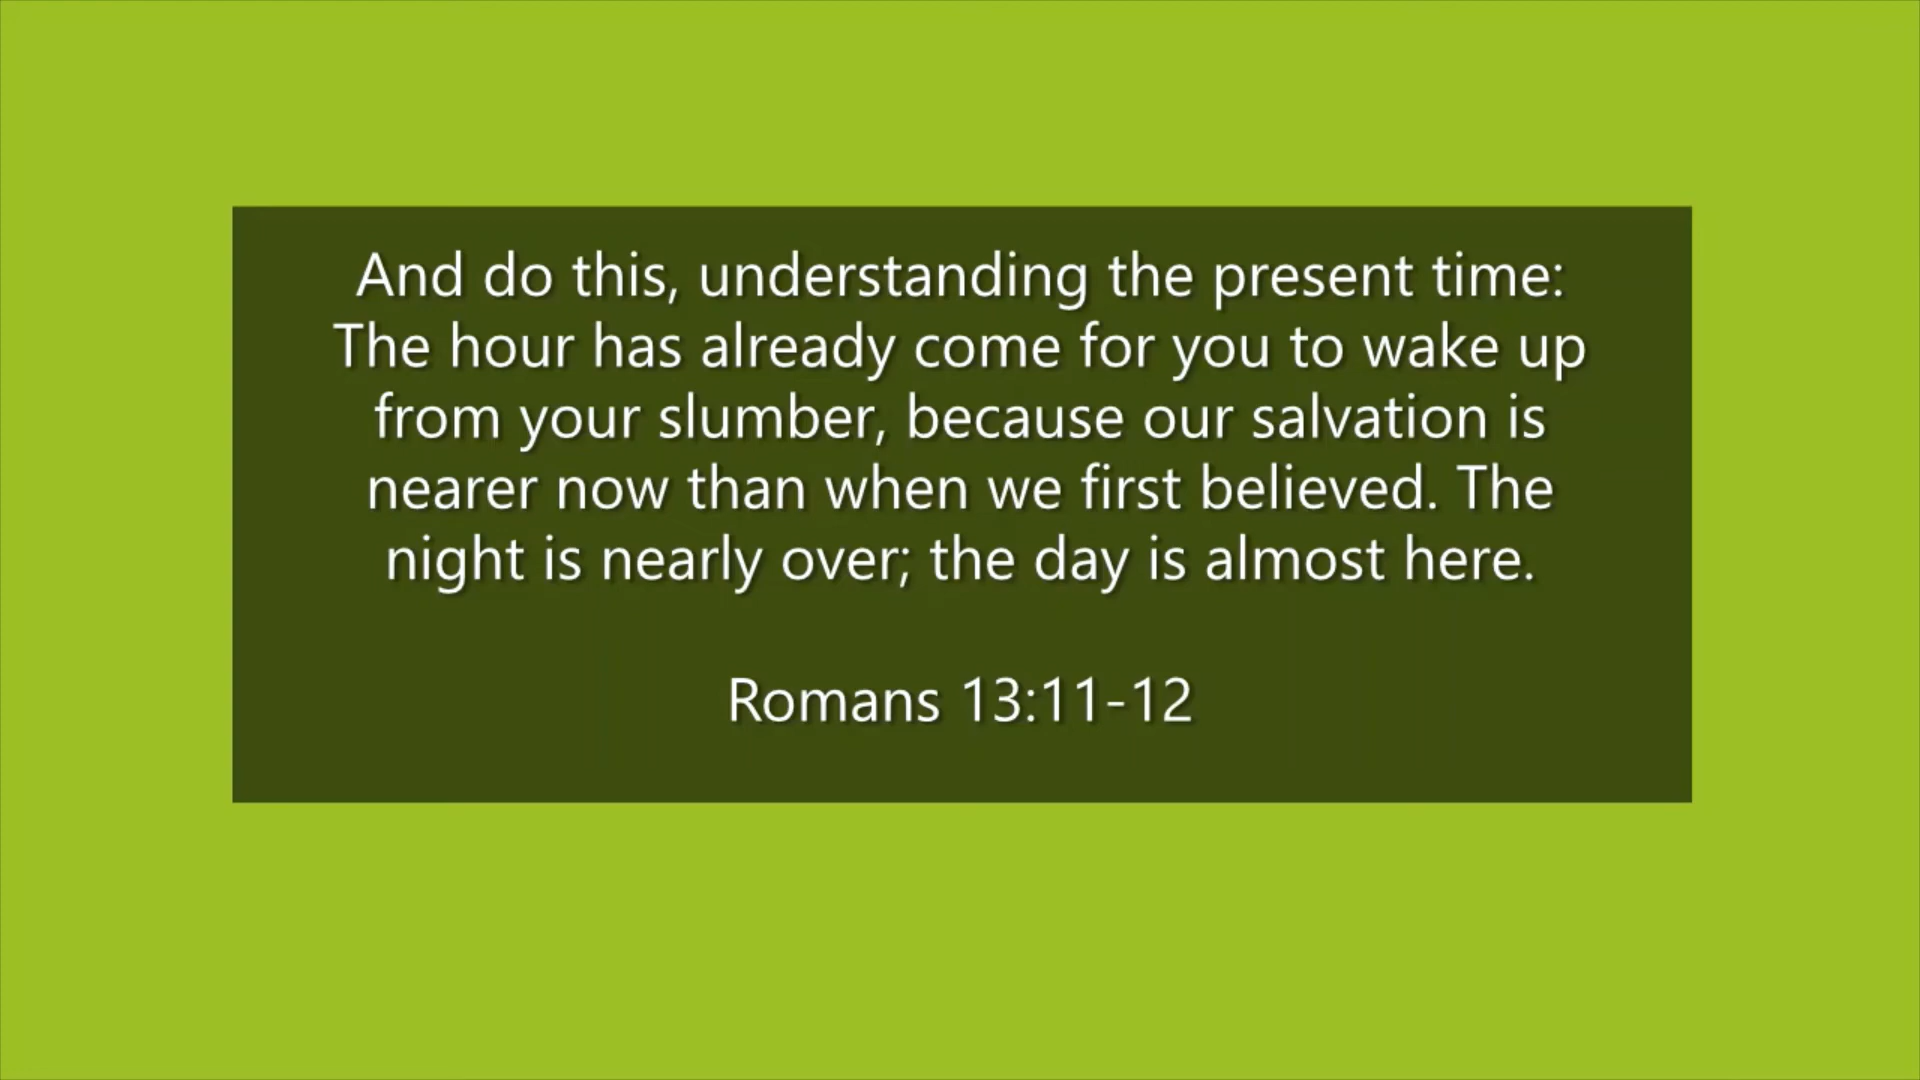 And do this, understanding the present time:
The hour has already come for you to wake up
from your slumber, because our salvation is
nearer now than when we first believed. The
night is nearly over; the day is almost here.
Romans 13:11-12